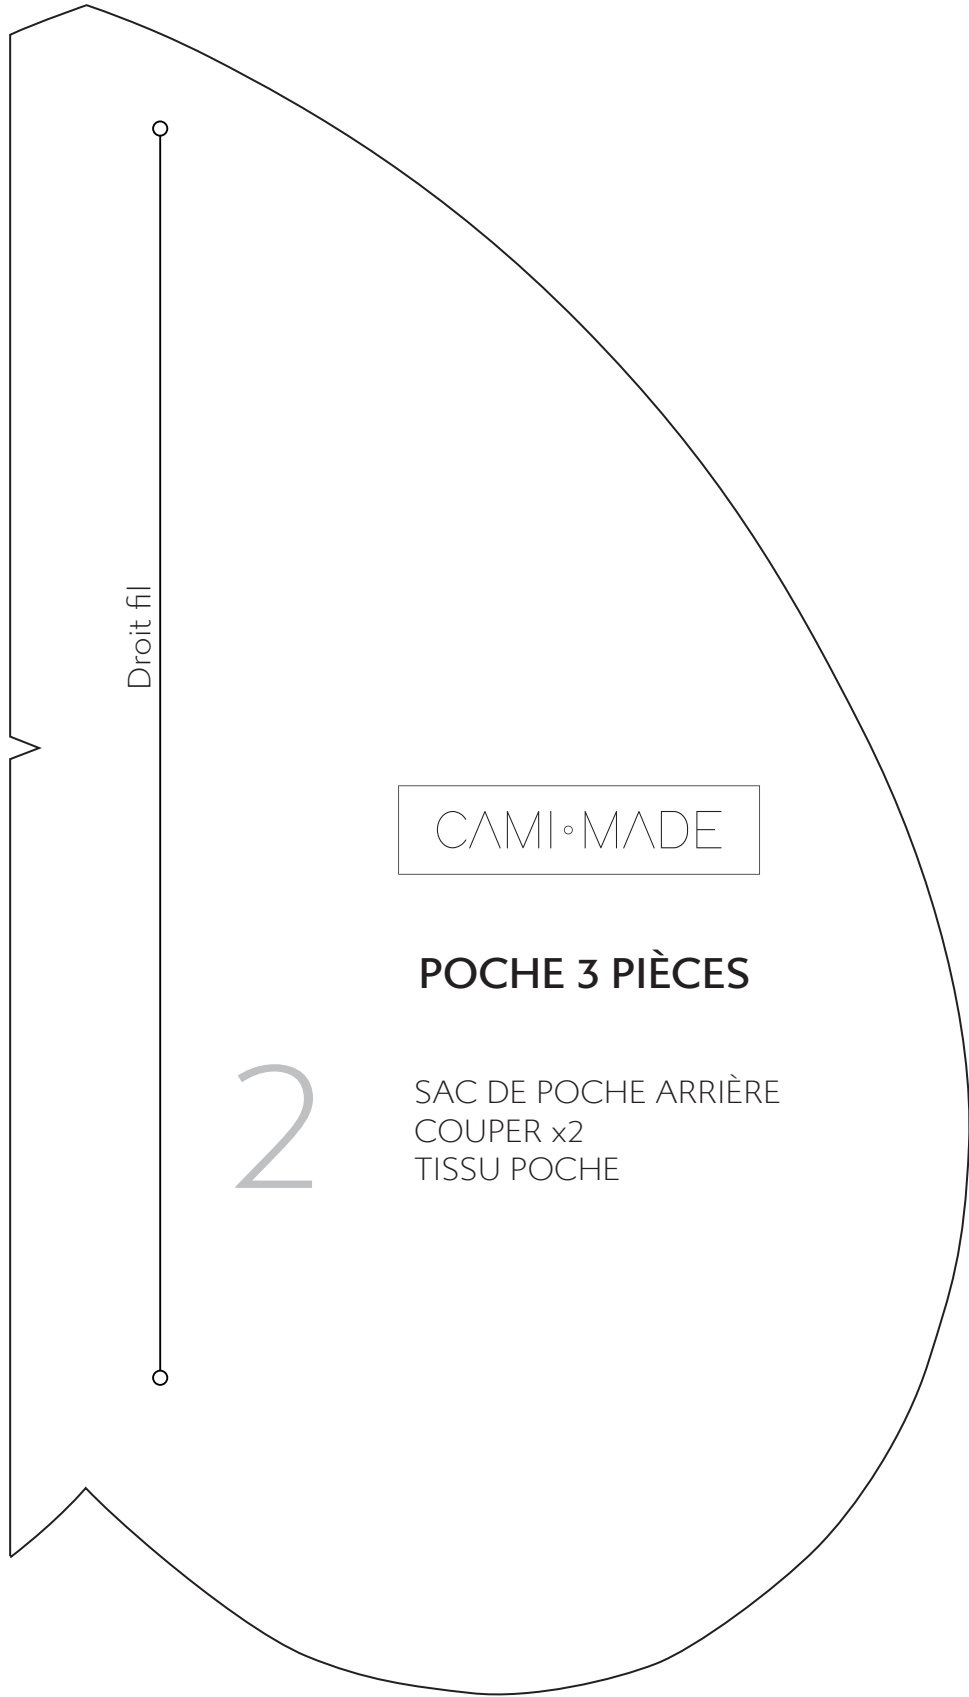 Droit fil
CAMI MADE
POCHE 3 PIÈCES
2
SAC DE POCHE ARRIÈRE
COUPER x2
TISSU POCHE